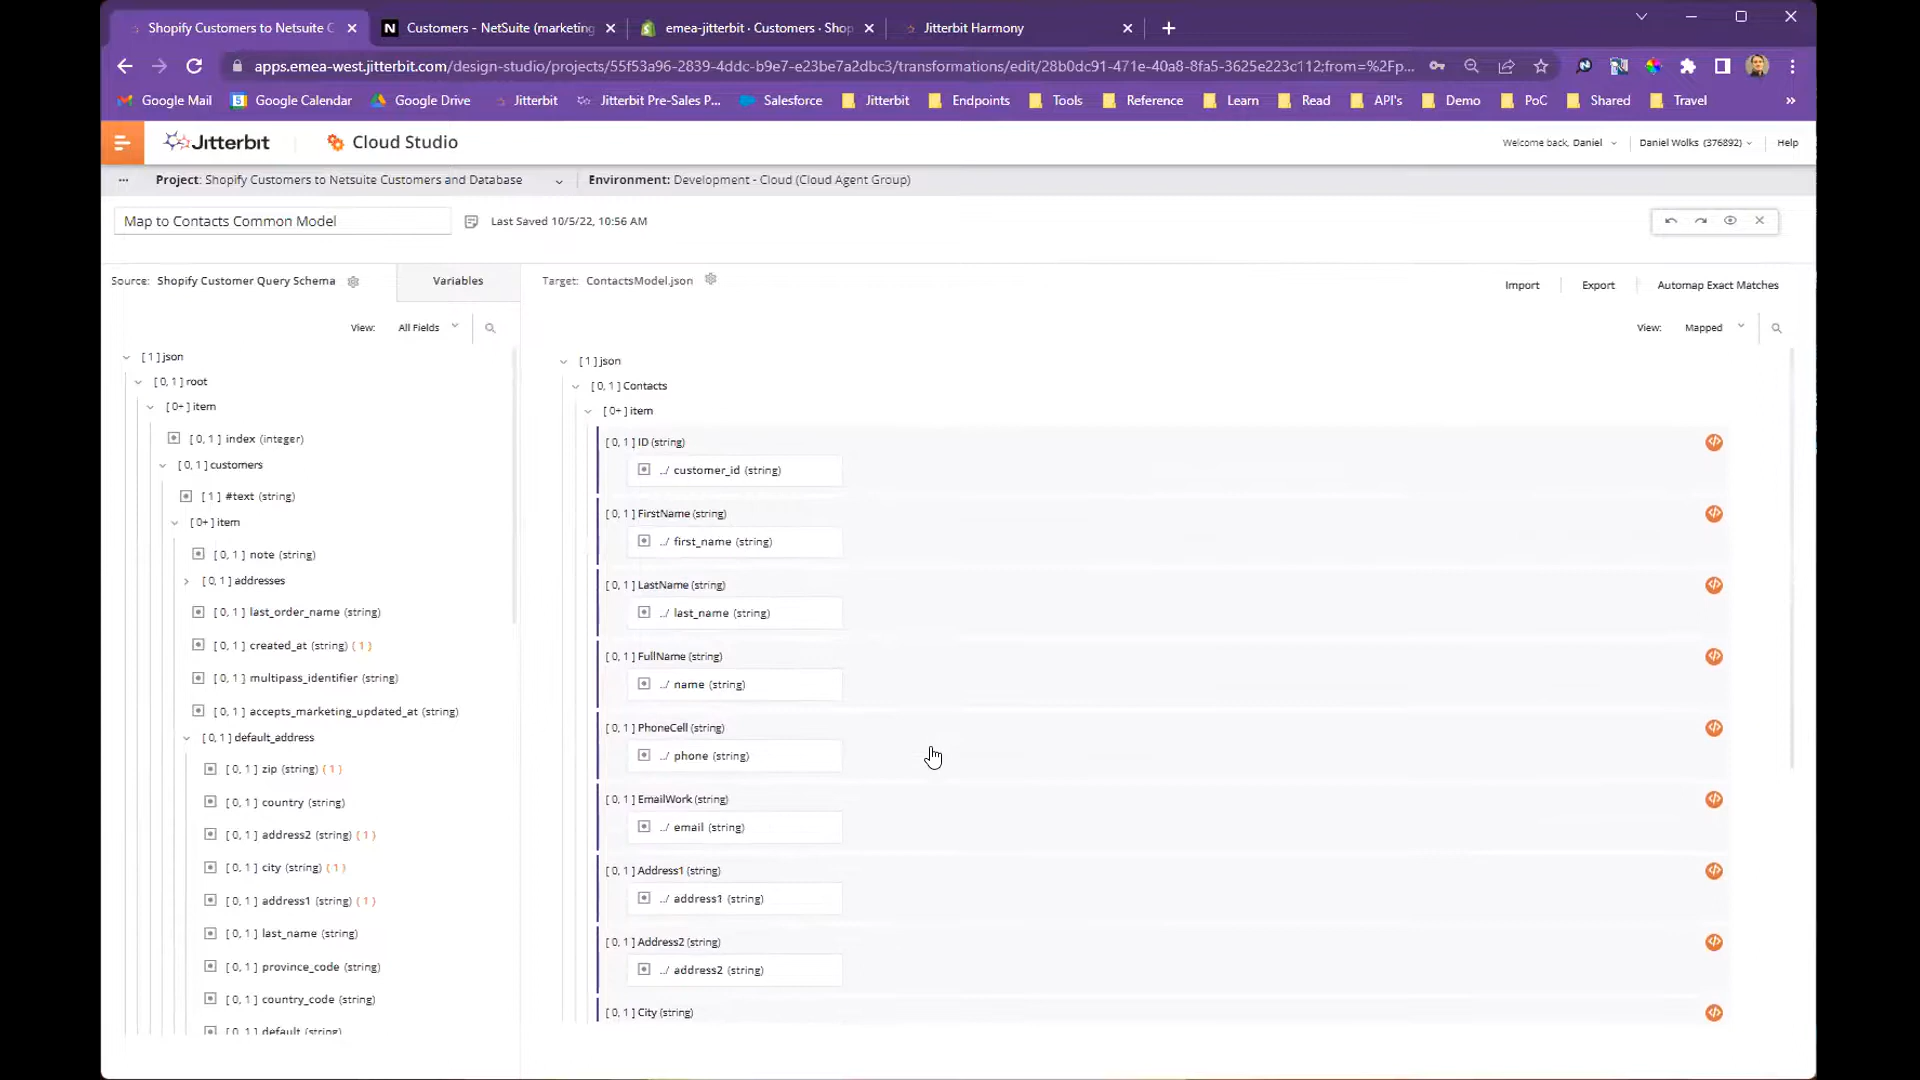 Shopify Customers to Netsuite C
Customers - NetSuite (marketing
emea-jitterbit · Customers · Shop
Jitterbit Harmony
apps.emea-west.jitterbit.com/design-studio/projects/55f53a96-2839-4ddc-b9e7-e23be7a2dbc3/transformations/edit/28b0dc91-471e-40a8-8fa5-3625e223c112;from=%2Fp...
Google Mail
Google Calendar
Google Drive
Jitterbit
Jitterbit Pre-Sales P...
Salesforce
Jitterbit
Endpoints
Tools
Reference
Learn
Read
API's
Demo
PoC
Shared
Travel
»
Jitterbit
Cloud Studio
Welcome back, Daniel
Daniel Wolks (376892)
Help
... Project: Shopify Customers to Netsuite Customers and Database
Environment: Development - Cloud (Cloud Agent Group)
Map to Contacts Common Model
Last Saved 10/5/22, 10:56 AM
Source: Shopify Customer Query Schema
Variables
Target: ContactsModel.json
Import
Export
Automap Exact Matches
View: All Fields
View: Mapped
[ 1 ] json
[ 0, 1 ] root
[ 0+ ] item
[ 0, 1 ] index (integer)
[ 0, 1 ] customers
[ 1 ] #text (string)
[ 0+ ] item
[ 0, 1 ] note (string)
[ 0, 1 ] addresses
[ 0, 1 ] last_order_name (string)
[ 0, 1 ] created_at (string) ( 1 )
[ 0, 1 ] multipass_identifier (string)
[ 0, 1 ] accepts_marketing_updated_at (string)
[ 0, 1 ] default_address
[ 0, 1 ] zip (string) ( 1 )
[ 0, 1 ] country (string)
[ 0, 1 ] address2 (string) ( 1 )
[ 0, 1 ] city (string) ( 1 )
[ 0, 1 ] address1 (string) ( 1 )
[ 0, 1 ] last_name (string)
[ 0, 1 ] province_code (string)
[ 0, 1 ] country_code (string)
[ 0, 1 ] default (string)
[ 1 ] json
[ 0, 1 ] Contacts
[ 0+ ] item
[ 0, 1 ] ID (string)
../ customer_id (string)
[ 0, 1 ] FirstName (string)
../ first_name (string)
[ 0, 1 ] LastName (string)
../ last_name (string)
[ 0, 1 ] FullName (string)
../ name (string)
[ 0, 1 ] PhoneCell (string)
../ phone (string)
[ 0, 1 ] EmailWork (string)
../ email (string)
[ 0, 1 ] Address1 (string)
../ address1 (string)
[ 0, 1 ] Address2 (string)
../ address2 (string)
[ 0, 1 ] City (string)